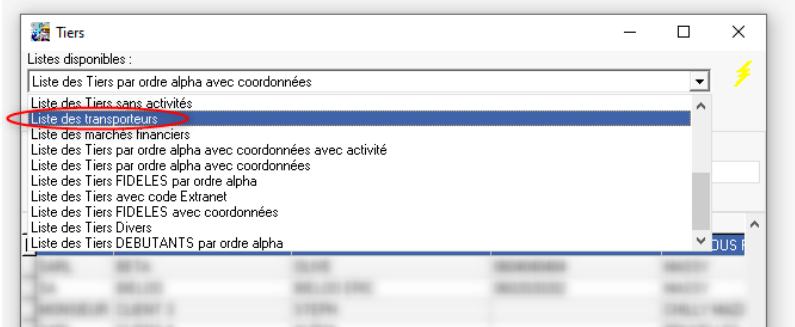 Tiers
Listes disponibles :
Liste des Tiers par ordre alpha avec coordonnées
Liste des Tiers sans activités
Liste des transporteurs
Liste des marchés financiers
Liste des Tiers par ordre alpha avec coordonnées avec activité
Liste des Tiers par ordre alpha avec coordonnées
Liste des Tiers FIDELES par ordre alpha
Liste des Tiers avec code Extranet
Liste des Tiers FIDELES avec coordonnées
Liste des Tiers Divers
Liste des Tiers DEBUTANTS par ordre alpha